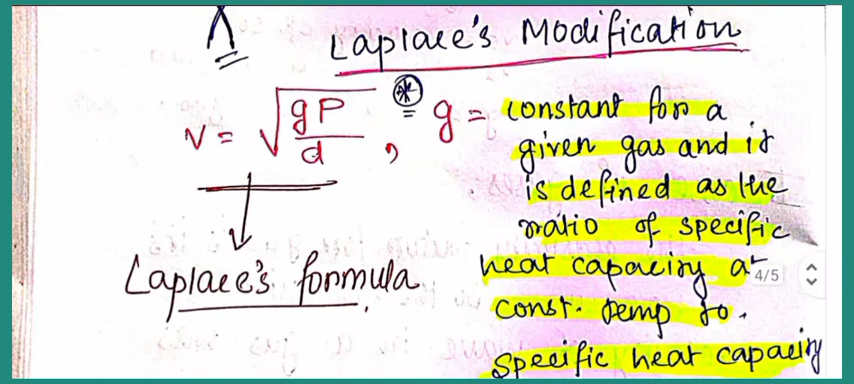 Laplace's Modification
v = √gP/d , * g = constant for a
given gas and it
is defined as the
ratio of specific
heat capacity at
const. temp to.
specific heat capacity
Laplace's formula.
4/5